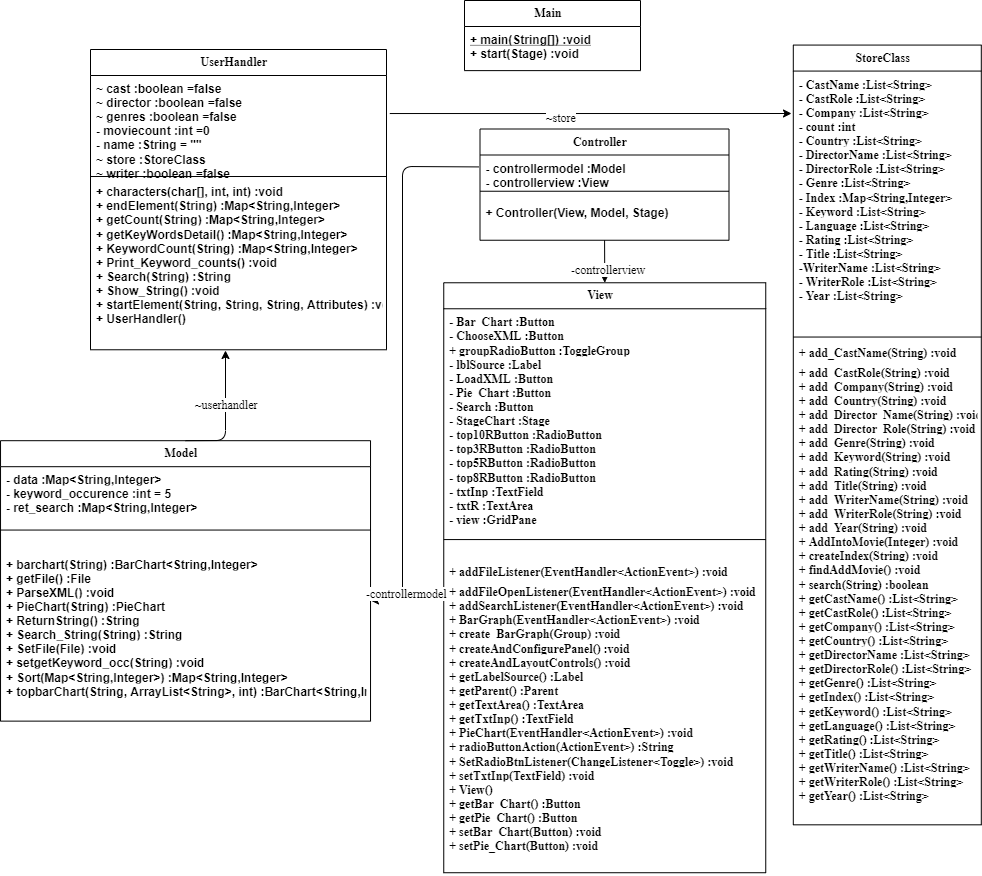 Main
+ main(String[]) :void
+ start(Stage) :void
UserHandler
~ cast :boolean =false
~ director :boolean =false
~ genres :boolean =false
- moviecount :int =0
- name :String = ""
~ store :StoreClass
~ writer :boolean =false
+ characters(char[], int, int) :void
+ endElement(String) :Map<String,Integer>
+ getCount(String) :Map<String,Integer>
+ getKeyWordsDetail() :Map<String,Integer>
+ KeywordCount(String) :Map<String,Integer>
+ Print_Keyword_counts() :void
+ Search(String) :String
+ Show_String() :void
+ startElement(String, String, String, Attributes) :v
+ UserHandler()
~store
Controller
- controllermodel :Model
- controllerview :View
+ Controller(View, Model, Stage)
-controllerview
~userhandler
Model
- data :Map<String,Integer>
- keyword_occurence :int = 5
- ret_search :Map<String,Integer>
+ barchart(String) :BarChart<String,Integer>
+ getFile() :File
+ ParseXML() :void
+ PieChart(String) :PieChart
+ ReturnString() :String
+ Search_String(String) :String
+ SetFile(File) :void
+ setgetKeyword_occ(String) :void
+ Sort(Map<String,Integer>) :Map<String,Integer>
+ topbarChart(String, ArrayList<String>, int) :BarChart<String,I
-controllermodel
View
- Bar_Chart :Button
- ChooseXML :Button
+ groupRadioButton :ToggleGroup
- lblSource :Label
- LoadXML :Button
- Pie_Chart :Button
- Search :Button
- StageChart :Stage
- top10RButton :RadioButton
- top3RButton :RadioButton
- top5RButton :RadioButton
- top8RButton :RadioButton
- txtInp :TextField
- txtR :TextArea
- view :GridPane
+ addFileListener(EventHandler<ActionEvent>) :void
+ addFileOpenListener(EventHandler<ActionEvent>) :void
+ addSearchListener(EventHandler<ActionEvent>) :void
+ BarGraph(EventHandler<ActionEvent>) :void
+ create_BarGraph(Group) :void
+ createAndConfigurePanel() :void
+ createAndLayoutControls() :void
+ getLabelSource() :Label
+ getParent() :Parent
+ getTextArea() :TextArea
+ getTxtInp() :TextField
+ PieChart(EventHandler<ActionEvent>) :void
+ radioButtonAction(ActionEvent>) :String
+ SetRadioBtnListener(ChangeListener<Toggle>) :void
+ setTxtInp(TextField) :void
+ View()
+ getBar_Chart() :Button
+ getPie_Chart() :Button
+ setBar_Chart(Button) :void
+ setPie_Chart(Button) :void
StoreClass
- CastName :List<String>
- CastRole :List<String>
- Company :List<String>
- count :int
- Country :List<String>
- DirectorName :List<String>
- DirectorRole :List<String>
- Genre :List<String>
- Index :Map<String,Integer>
- Keyword :List<String>
- Language :List<String>
- Rating :List<String>
- Title :List<String>
-WriterName :List<String>
- WriterRole :List<String>
- Year :List<String>
+ add_CastName(String) :void
+ add_CastRole(String) :void
+ add_Company(String) :void
+ add_Country(String) :void
+ add_Director_Name(String) :voi
+ add_Director_Role(String) :void
+ add_Genre(String) :void
+ add_Keyword(String) :void
+ add_Rating(String) :void
+ add_Title(String) :void
+ add_WriterName(String) :void
+ add_WriterRole(String) :void
+ add_Year(String) :void
+ AddIntoMovie(Integer) :void
+ createIndex(String) :void
+ findAddMovie() :void
+ search(String) :boolean
+ getCastName() :List<String>
+ getCastRole() :List<String>
+ getCompany() :List<String>
+ getCountry() :List<String>
+ getDirectorName :List<String>
+ getDirectorRole() :List<String>
+ getGenre() :List<String>
+ getIndex() :List<String>
+ getKeyword() :List<String>
+ getLanguage() :List<String>
+ getRating() :List<String>
+ getTitle() :List<String>
+ getWriterName() :List<String>
+ getWriterRole() :List<String>
+ getYear() :List<String>